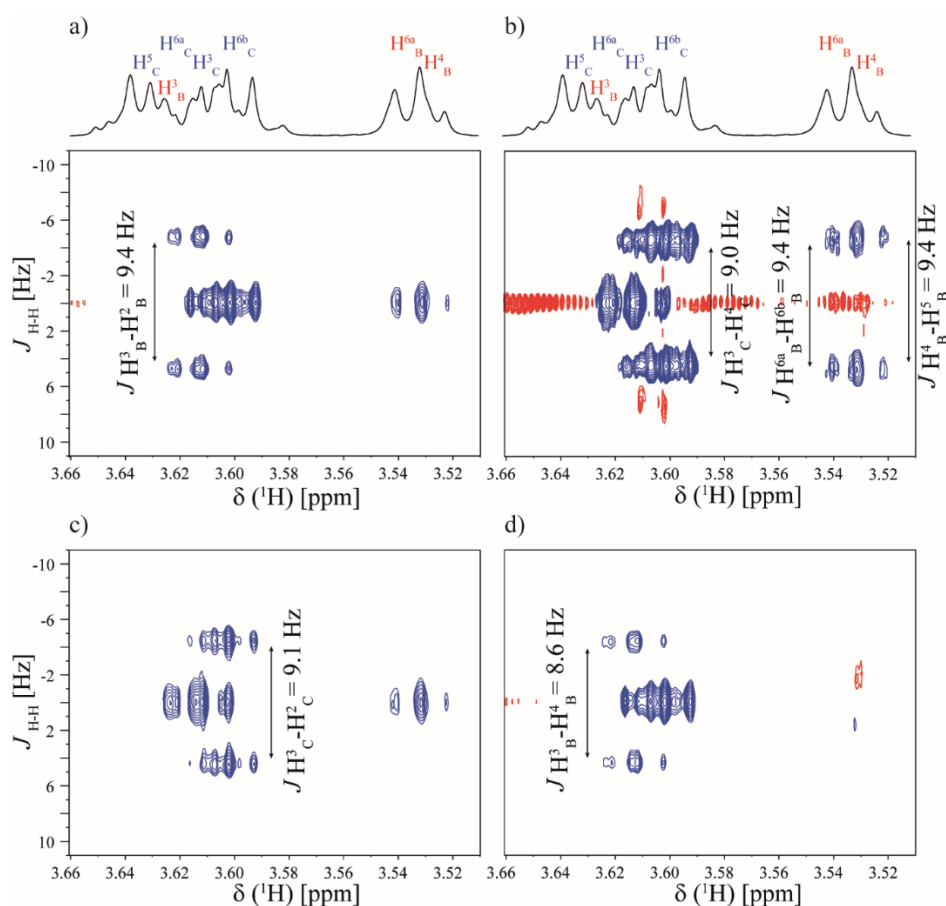 a)
H⁵C H⁶ᵃC H³C H⁶ᵇC H³B H⁶ᵃB H⁴B
b)
H⁵C H⁶ᵃC H³C H⁶ᵇC H³B H⁶ᵃB H⁴B
J H-H [Hz]
-10
-6
-2
2
6
10
J H³B-H²B = 9.4 Hz
J H³C-H⁴C = 9.0 Hz
J H⁶ᵃB-H⁶ᵇB = 9.4 Hz
J H⁴B-H⁵B = 9.4 Hz
3.66 3.64 3.62 3.60 3.58 3.56 3.54 3.52
δ (¹H) [ppm]
3.66 3.64 3.62 3.60 3.58 3.56 3.54 3.52
δ (¹H) [ppm]
c)
d)
J H-H [Hz]
-10
-6
-2
2
6
10
J H³C-H²C = 9.1 Hz
J H³B-H⁴B = 8.6 Hz
3.66 3.64 3.62 3.60 3.58 3.56 3.54 3.52
δ (¹H) [ppm]
3.66 3.64 3.62 3.60 3.58 3.56 3.54 3.52
δ (¹H) [ppm]